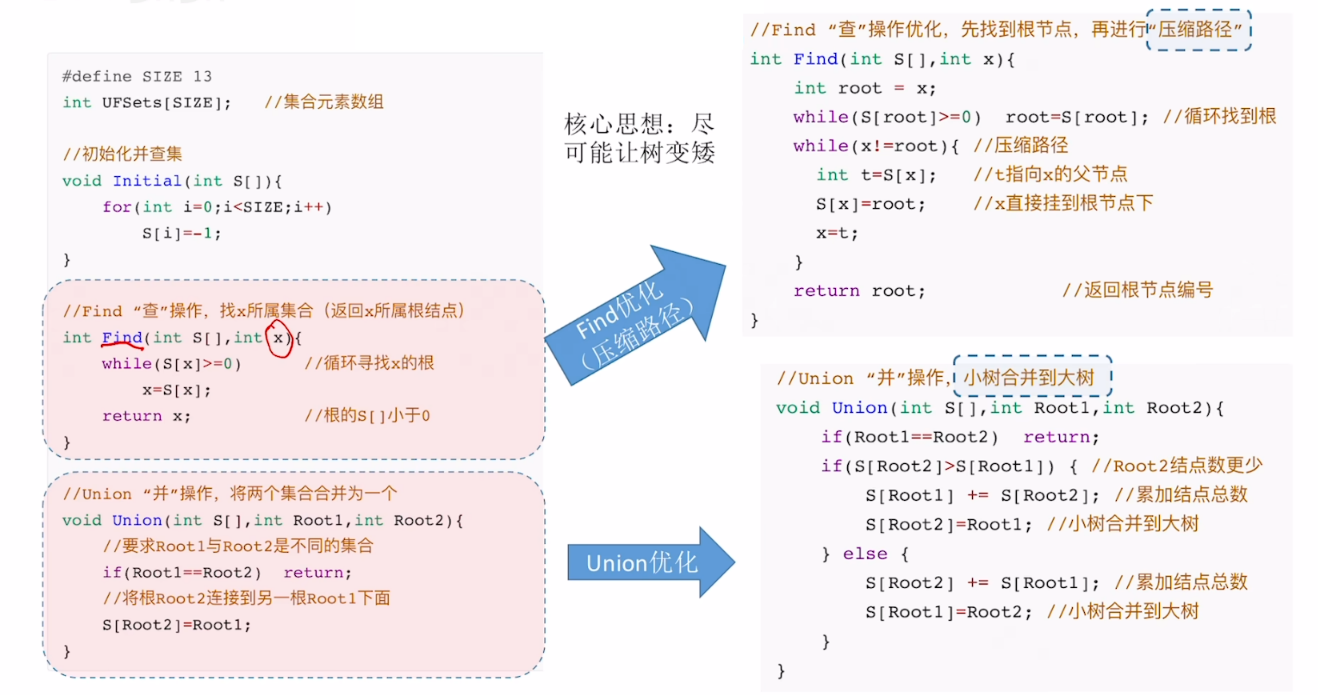 #define SIZE 13
int UFSets[SIZE];   //集合元素数组
//初始化并查集
void Initial(int S[]){
    for(int i=0;i<SIZE;i++)
        S[i]=-1;
}
//Find “查”操作，找x所属集合（返回x所属根结点）
int Find(int S[],int x){
    while(S[x]>=0)      //循环寻找x的根
        x=S[x];
    return x;           //根的S[]小于0
}
//Union “并”操作，将两个集合合并为一个
void Union(int S[],int Root1,int Root2){
    //要求Root1与Root2是不同的集合
    if(Root1==Root2)  return;
    //将根Root2连接到另一根Root1下面
    S[Root2]=Root1;
}
核心思想：尽
可能让树变矮
Find优化
（压缩路径）
Union优化
//Find “查”操作优化，先找到根节点，再进行“压缩路径”
int Find(int S[],int x){
    int root = x;
    while(S[root]>=0)  root=S[root]; //循环找到根
    while(x!=root){ //压缩路径
      int t=S[x];   //t指向x的父节点
      S[x]=root;    //x直接挂到根节点下
      x=t;
    }
    return root;            //返回根节点编号
}
//Union “并”操作，小树合并到大树
void Union(int S[],int Root1,int Root2){
    if(Root1==Root2)  return;
    if(S[Root2]>S[Root1]) { //Root2结点数更少
        S[Root1] += S[Root2]; //累加结点总数
        S[Root2]=Root1; //小树合并到大树
    } else {
        S[Root2] += S[Root1]; //累加结点总数
        S[Root1]=Root2; //小树合并到大树
    }
}